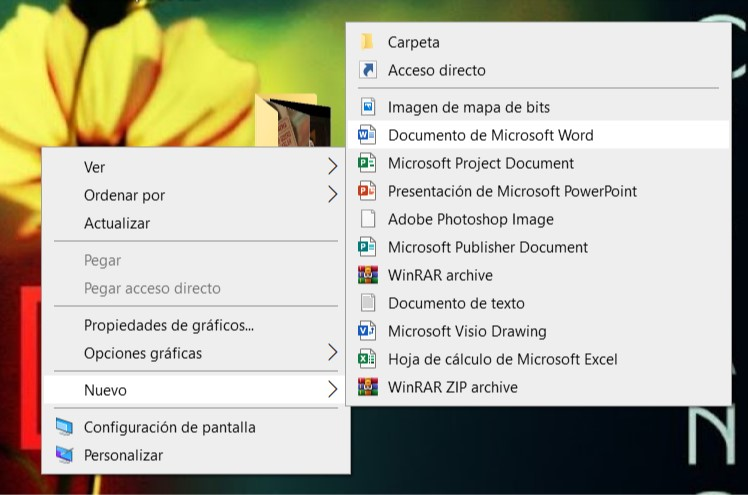 Ver
Ordenar por
Actualizar
Pegar
Pegar acceso directo
Propiedades de gráficos...
Opciones gráficas
Nuevo
Configuración de pantalla
Personalizar
Carpeta
Acceso directo
Imagen de mapa de bits
Documento de Microsoft Word
Microsoft Project Document
Presentación de Microsoft PowerPoint
Adobe Photoshop Image
Microsoft Publisher Document
WinRAR archive
Documento de texto
Microsoft Visio Drawing
Hoja de cálculo de Microsoft Excel
WinRAR ZIP archive